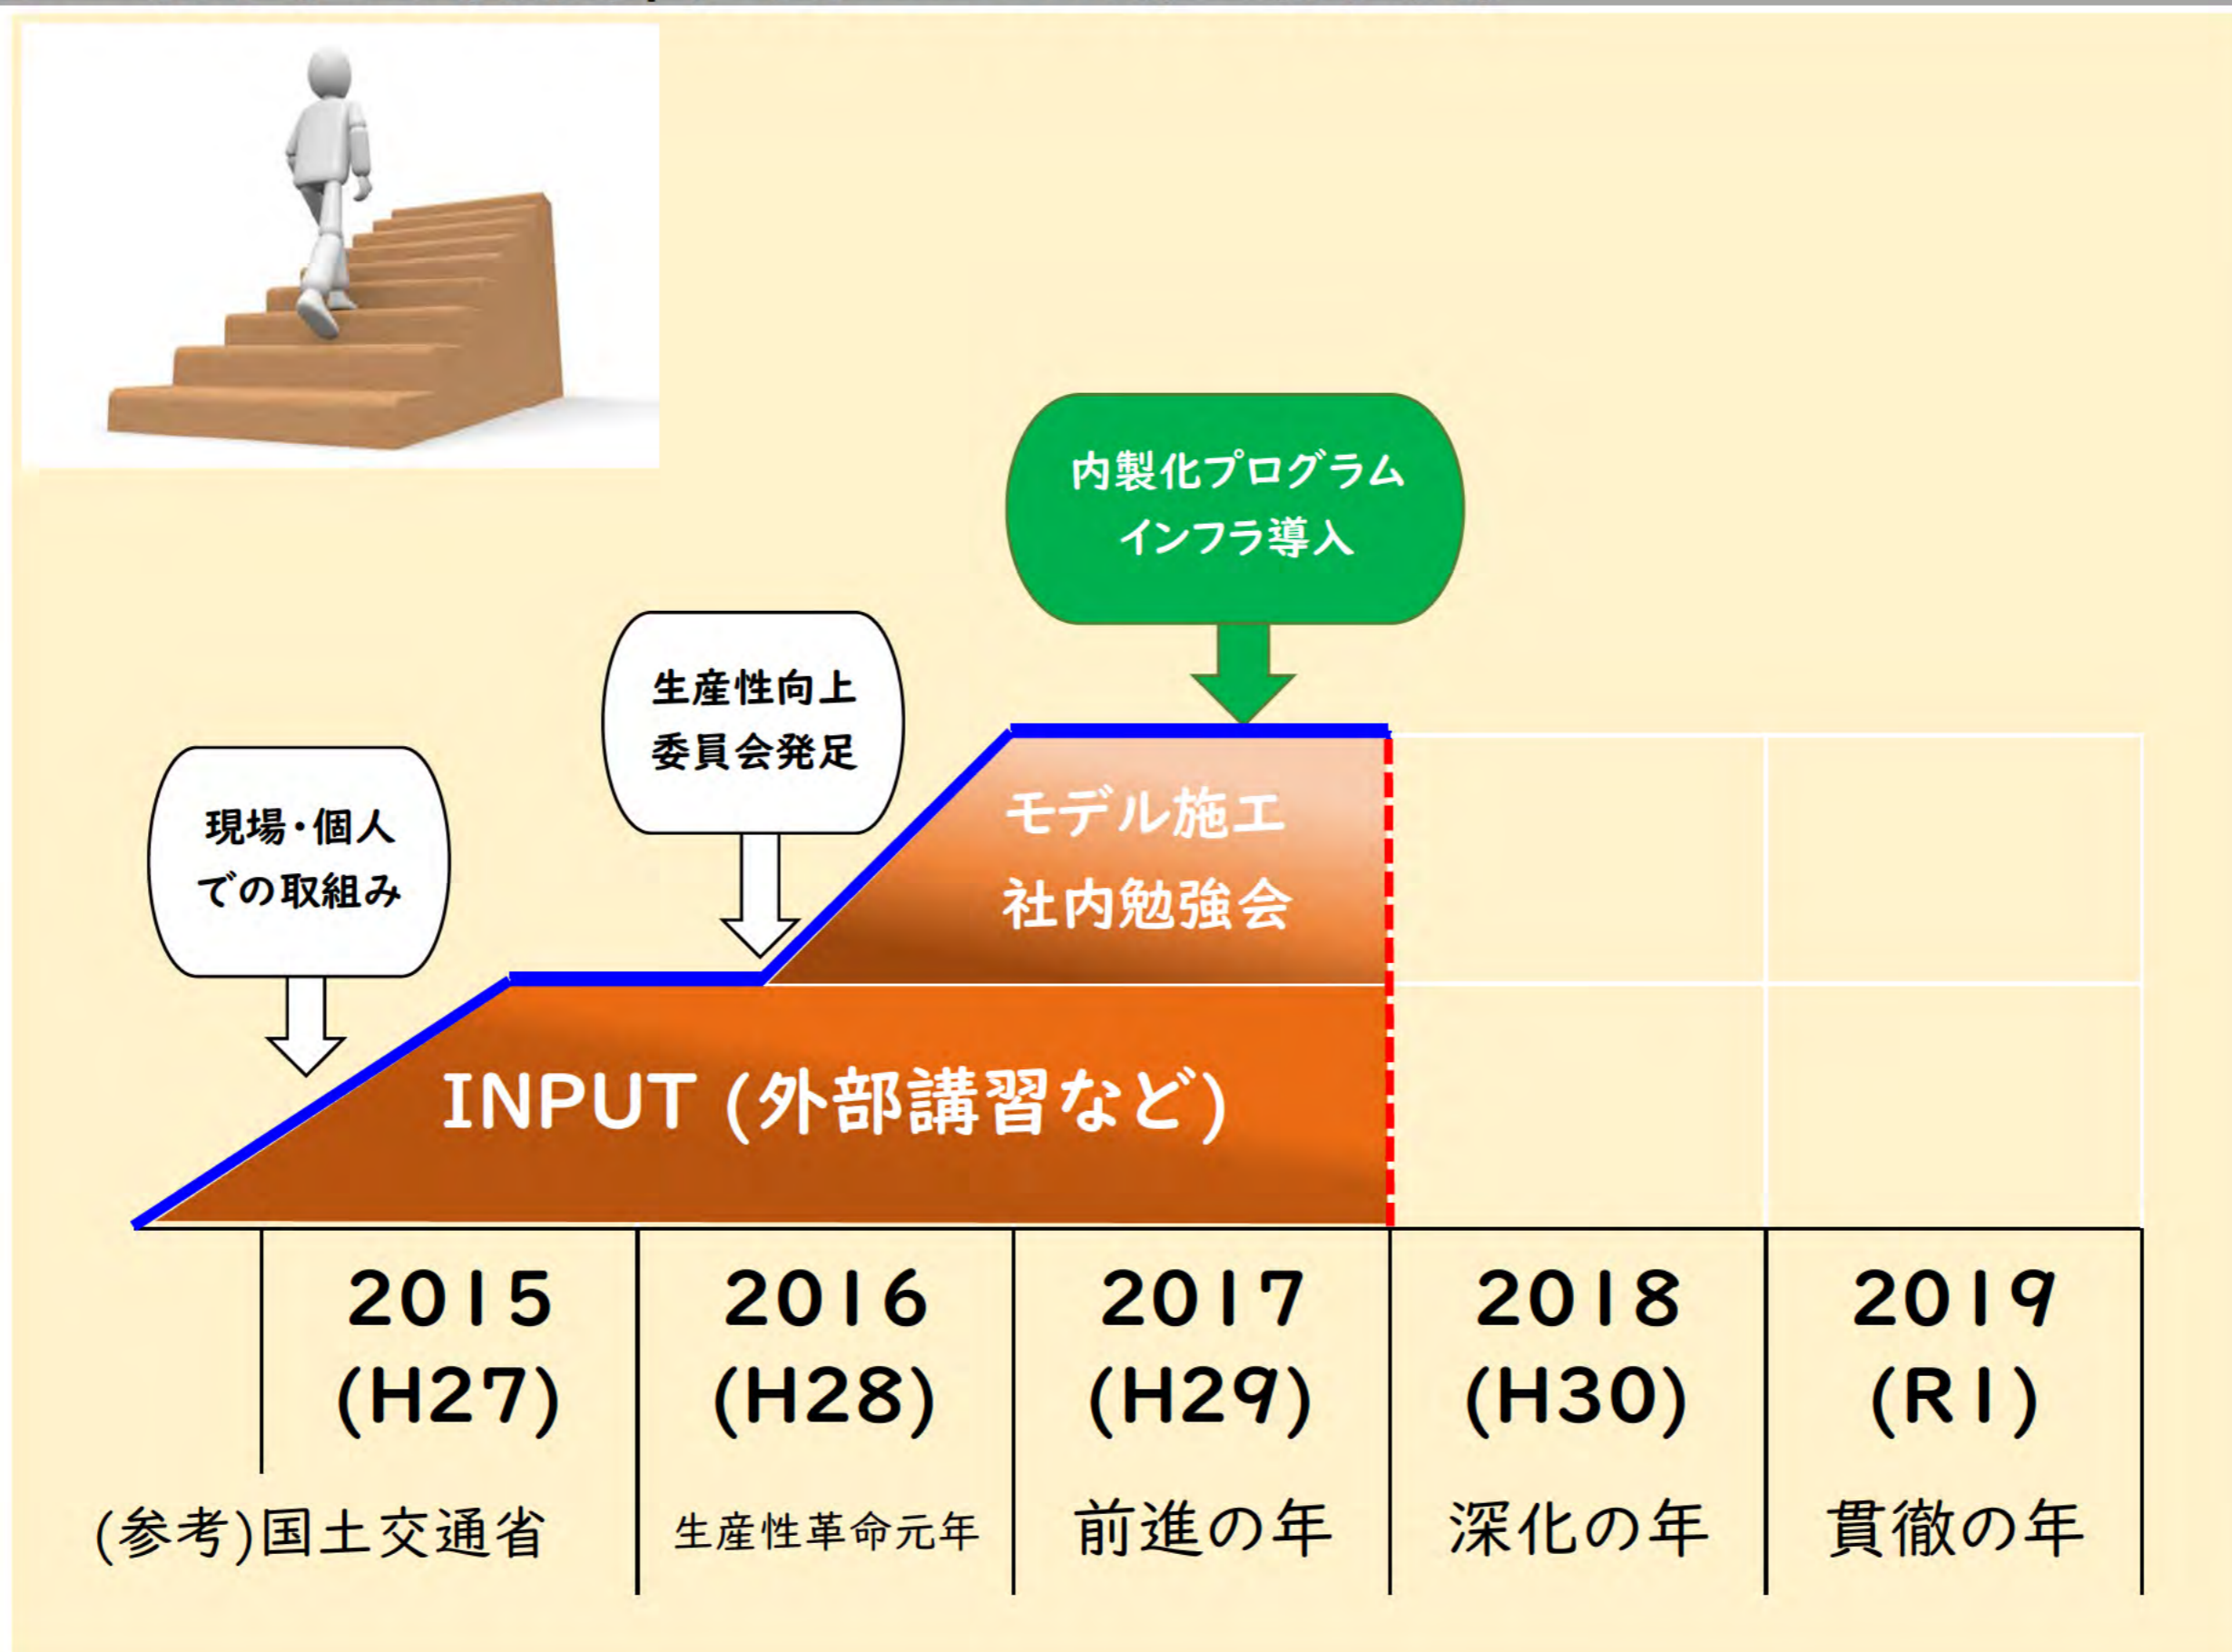 内製化プログラム
インフラ導入
生産性向上
委員会発足
現場・個人
での取組み
モデル施工
社内勉強会
INPUT (外部講習など)
2015 2016 2017 2018 2019
(H27) (H28) (H29) (H30) (R1)
(参考)国土交通省 生産性革命元年 前進の年 深化の年 貫徹の年